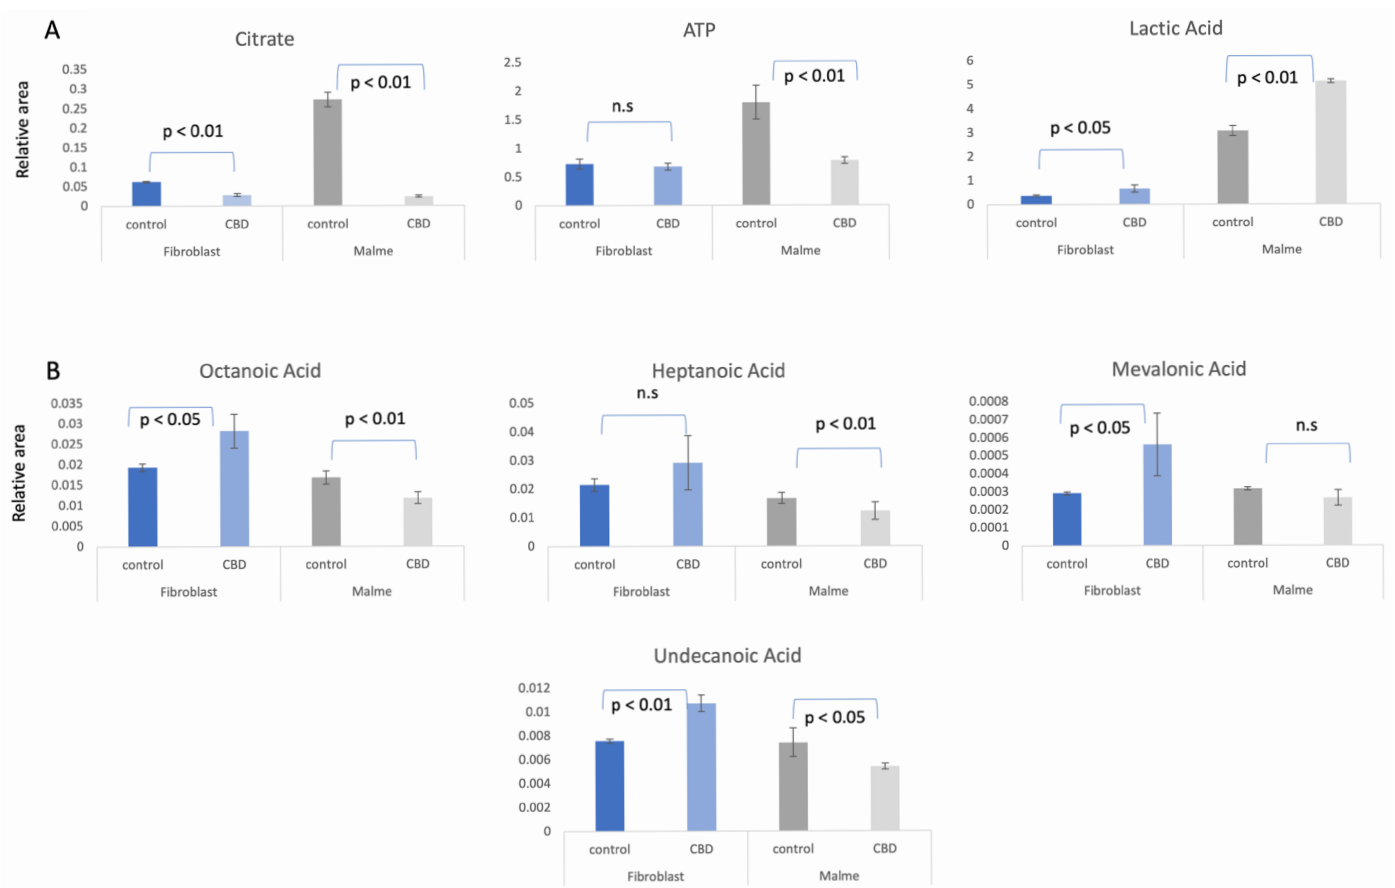 A
Citrate
Relative area
0.35
0.3
0.25
0.2
0.15
0.1
0.05
0
p < 0.01
p < 0.01
control CBD control CBD
Fibroblast Malme
ATP
2.5
2
1.5
1
0.5
0
n.s
p < 0.01
control CBD control CBD
Fibroblast Malme
Lactic Acid
6
5
4
3
2
1
0
p < 0.05
p < 0.01
control CBD control CBD
Fibroblast Malme
B
Octanoic Acid
Relative area
0.035
0.03
0.025
0.02
0.015
0.01
0.005
0
p < 0.05
p < 0.01
control CBD control CBD
Fibroblast Malme
Heptanoic Acid
0.05
0.04
0.03
0.02
0.01
0
n.s
p < 0.01
control CBD control CBD
Fibroblast Malme
Mevalonic Acid
0.0008
0.0007
0.0006
0.0005
0.0004
0.0003
0.0002
0.0001
0
p < 0.05
n.s
control CBD control CBD
Fibroblast Malme
Undecanoic Acid
0.012
0.01
0.008
0.006
0.004
0.002
0
p < 0.01
p < 0.05
control CBD control CBD
Fibroblast Malme